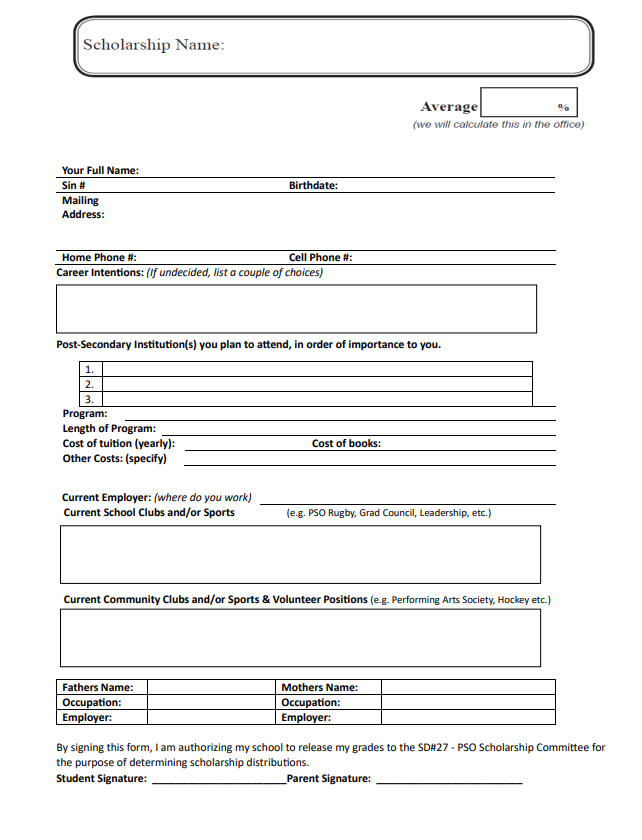 Scholarship Name:
Average %
(we will calculate this in the office)
Your Full Name:
Sin # Birthdate:
Mailing
Address:
Home Phone #: Cell Phone #:
Career Intentions: (If undecided, list a couple of choices)
Post-Secondary Institution(s) you plan to attend, in order of importance to you.
1.
2.
3.
Program:
Length of Program:
Cost of tuition (yearly): Cost of books:
Other Costs: (specify)
Current Employer: (where do you work)
Current School Clubs and/or Sports (e.g. PSO Rugby, Grad Council, Leadership, etc.)
Current Community Clubs and/or Sports & Volunteer Positions (e.g. Performing Arts Society, Hockey etc.)
Fathers Name: Mothers Name:
Occupation: Occupation:
Employer: Employer:
By signing this form, I am authorizing my school to release my grades to the SD#27 - PSO Scholarship Committee for
the purpose of determining scholarship distributions.
Student Signature: ______________________Parent Signature: ________________________